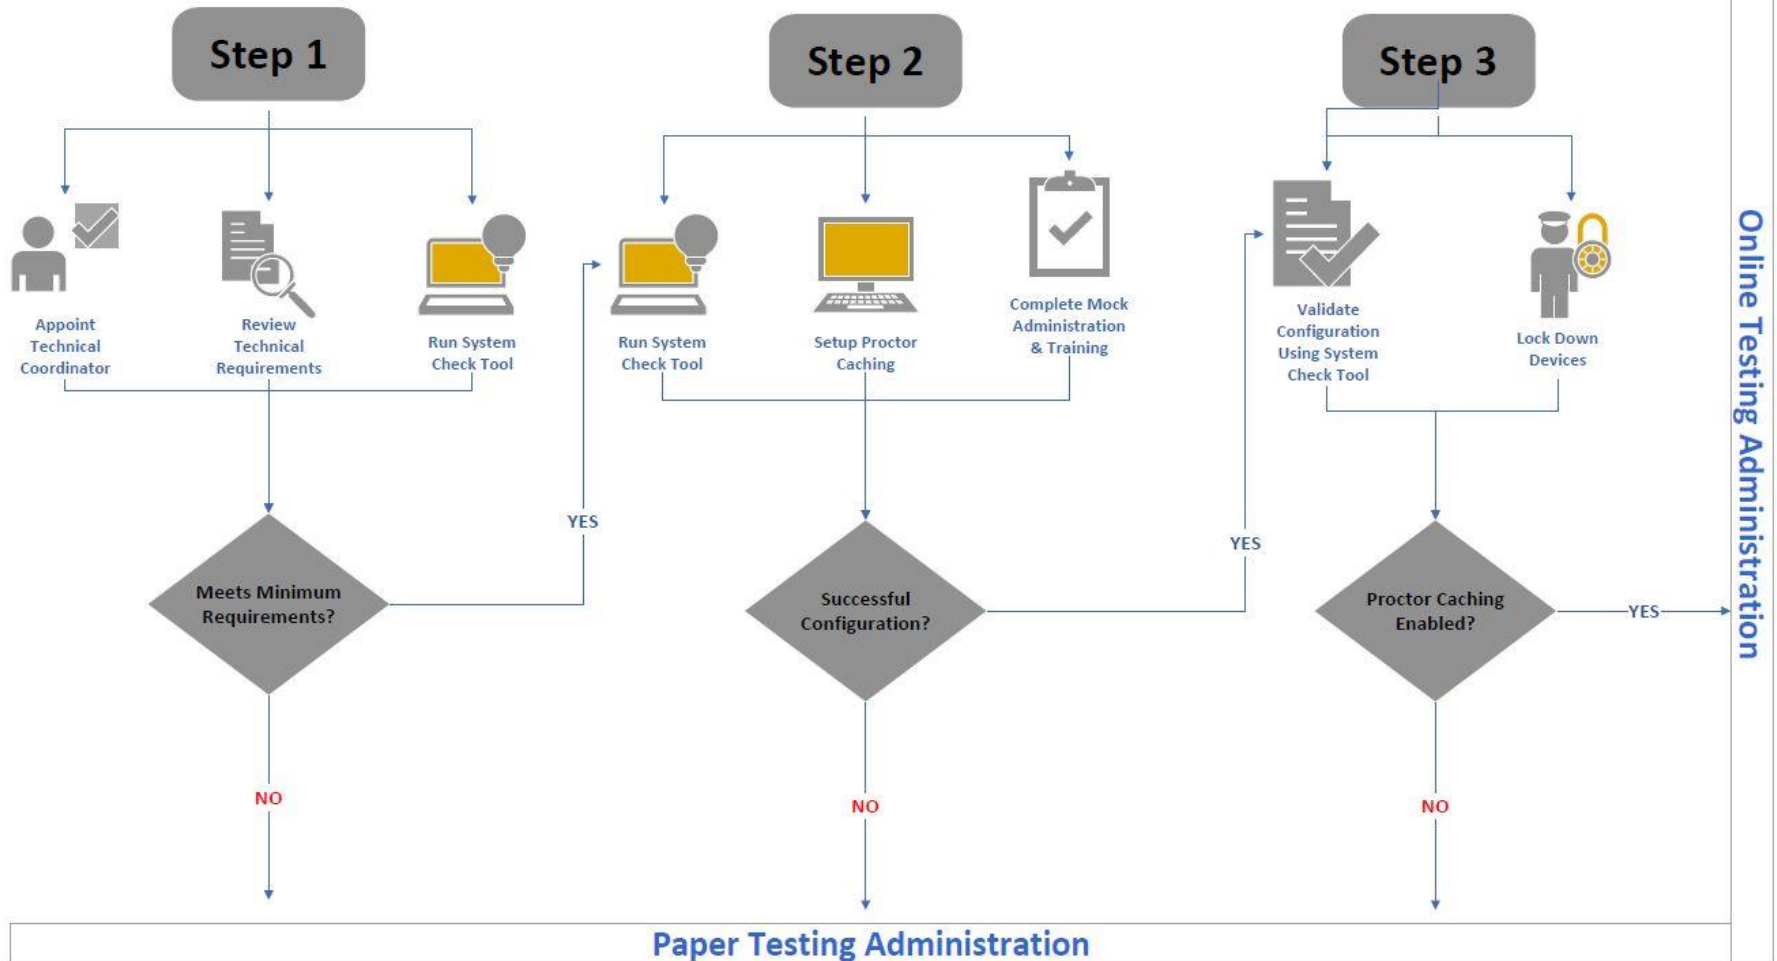 Step 1
Step 2
Step 3
Appoint
Technical
Coordinator
Review
Technical
Requirements
Run System
Check Tool
Run System
Check Tool
Setup Proctor
Caching
Complete Mock
Administration
& Training
Validate
Configuration
Using System
Check Tool
Lock Down
Devices
YES
YES
Meets Minimum
Requirements?
Successful
Configuration?
Proctor Caching
Enabled?
YES
NO
NO
NO
Online Testing Administration
Paper Testing Administration